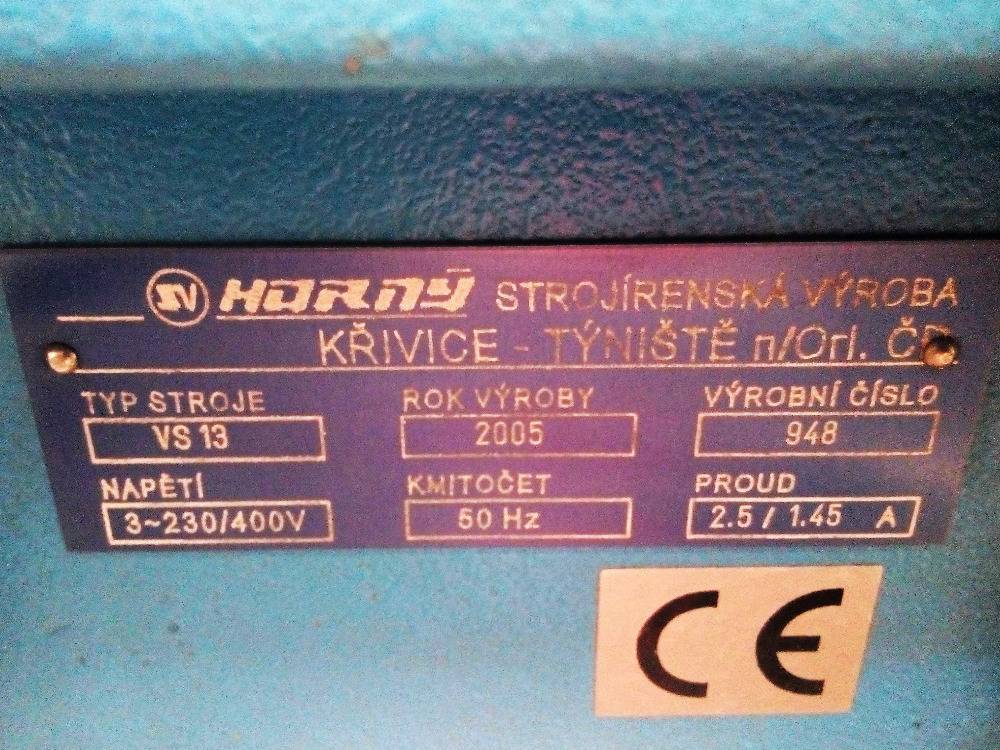 SV HORNÝ STROJÍRENSKÁ VÝROBA
KŘIVICE - TÝNIŠTĚ n/Orl.
TYP STROJE ROK VÝROBY VÝROBNÍ ČÍSLO
VS 13 2005 948
NAPĚTÍ KMITOČET PROUD
3~230/400V 50 Hz 2.5 / 1.45 A
CE